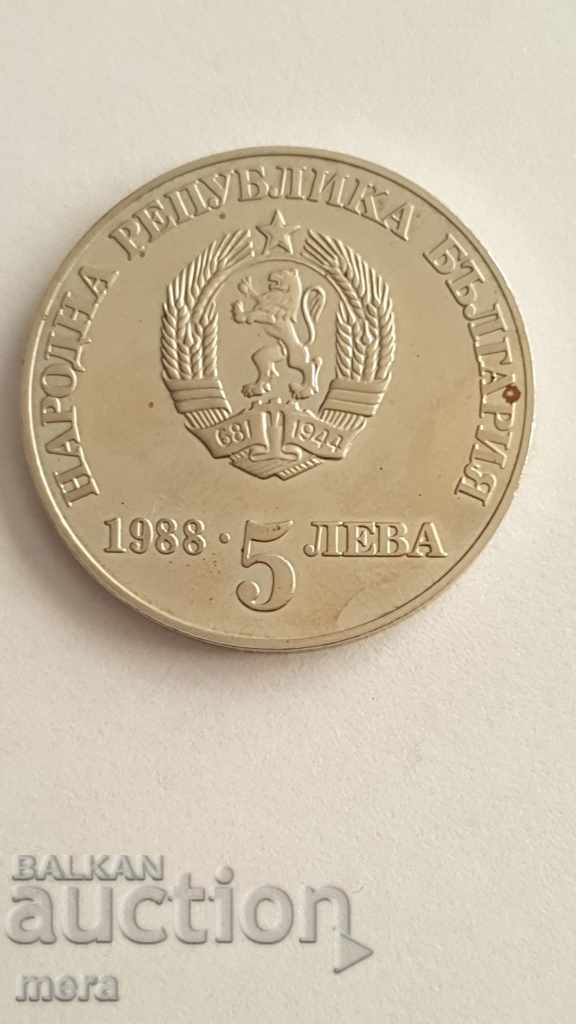 НАРОДНА РЕПУБЛИКА БЪЛГАРИЯ
681 1944
1988 · 5 ЛЕВА
BALKAN
auction
mera